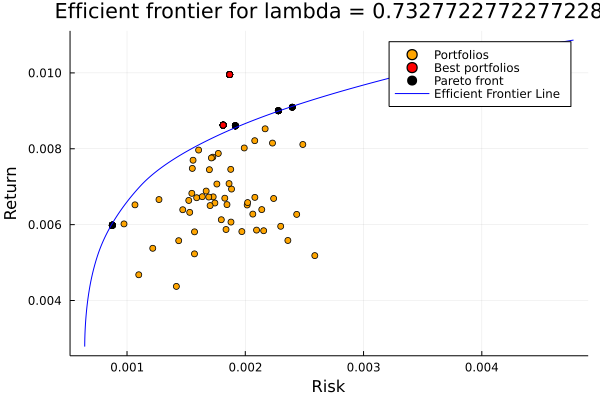 Efficient frontier for lambda = 0.7327722772277228
Portfolios
Best portfolios
Pareto front
Efficient Frontier Line
Return
0.010
0.008
0.006
0.004
0.001 0.002 0.003 0.004
Risk